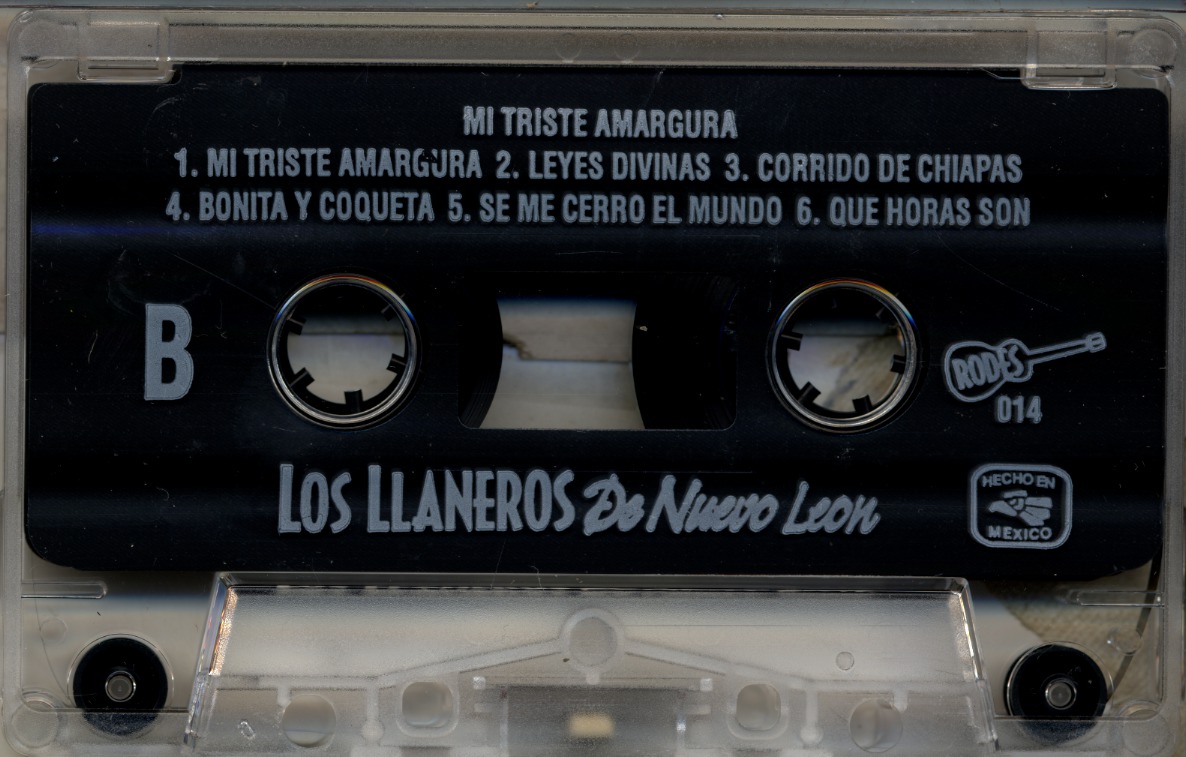 MI TRISTE AMARGURA
1. MI TRISTE AMARGURA 2. LEYES DIVINAS 3. CORRIDO DE CHIAPAS
4. BONITA Y COQUETA 5. SE ME CERRO EL MUNDO 6. QUE HORAS SON
B
RODES
014
LOS LLANEROS De Nuevo Leon
HECHO EN
MEXICO